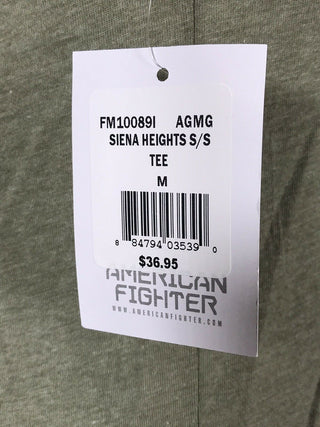 FM10089I AGMG
SIENA HEIGHTS S/S
TEE
M
8 84794 03539 0
$36.95
AMERICAN
FIGHTER
WWW.AMERICANFIGHTER.COM